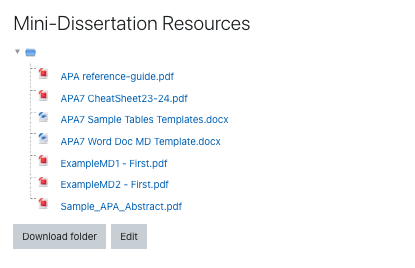 Mini-Dissertation Resources
APA reference-guide.pdf
APA7 CheatSheet23-24.pdf
APA7 Sample Tables Templates.docx
APA7 Word Doc MD Template.docx
ExampleMD1 - First.pdf
ExampleMD2 - First.pdf
Sample_APA_Abstract.pdf
Download folder Edit